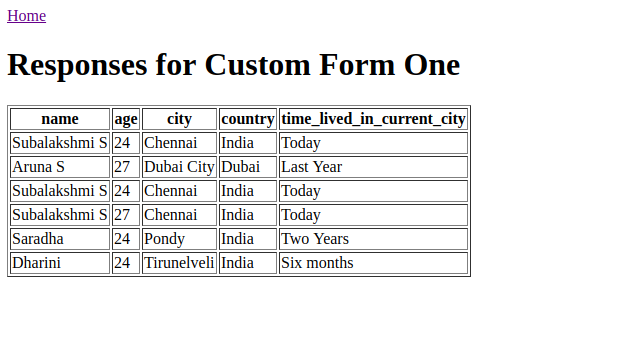 Home
Responses for Custom Form One
name age city country time_lived_in_current_city
Subalakshmi S 24 Chennai India Today
Aruna S 27 Dubai City Dubai Last Year
Subalakshmi S 24 Chennai India Today
Subalakshmi S 27 Chennai India Today
Saradha 24 Pondy India Two Years
Dharini 24 Tirunelveli India Six months